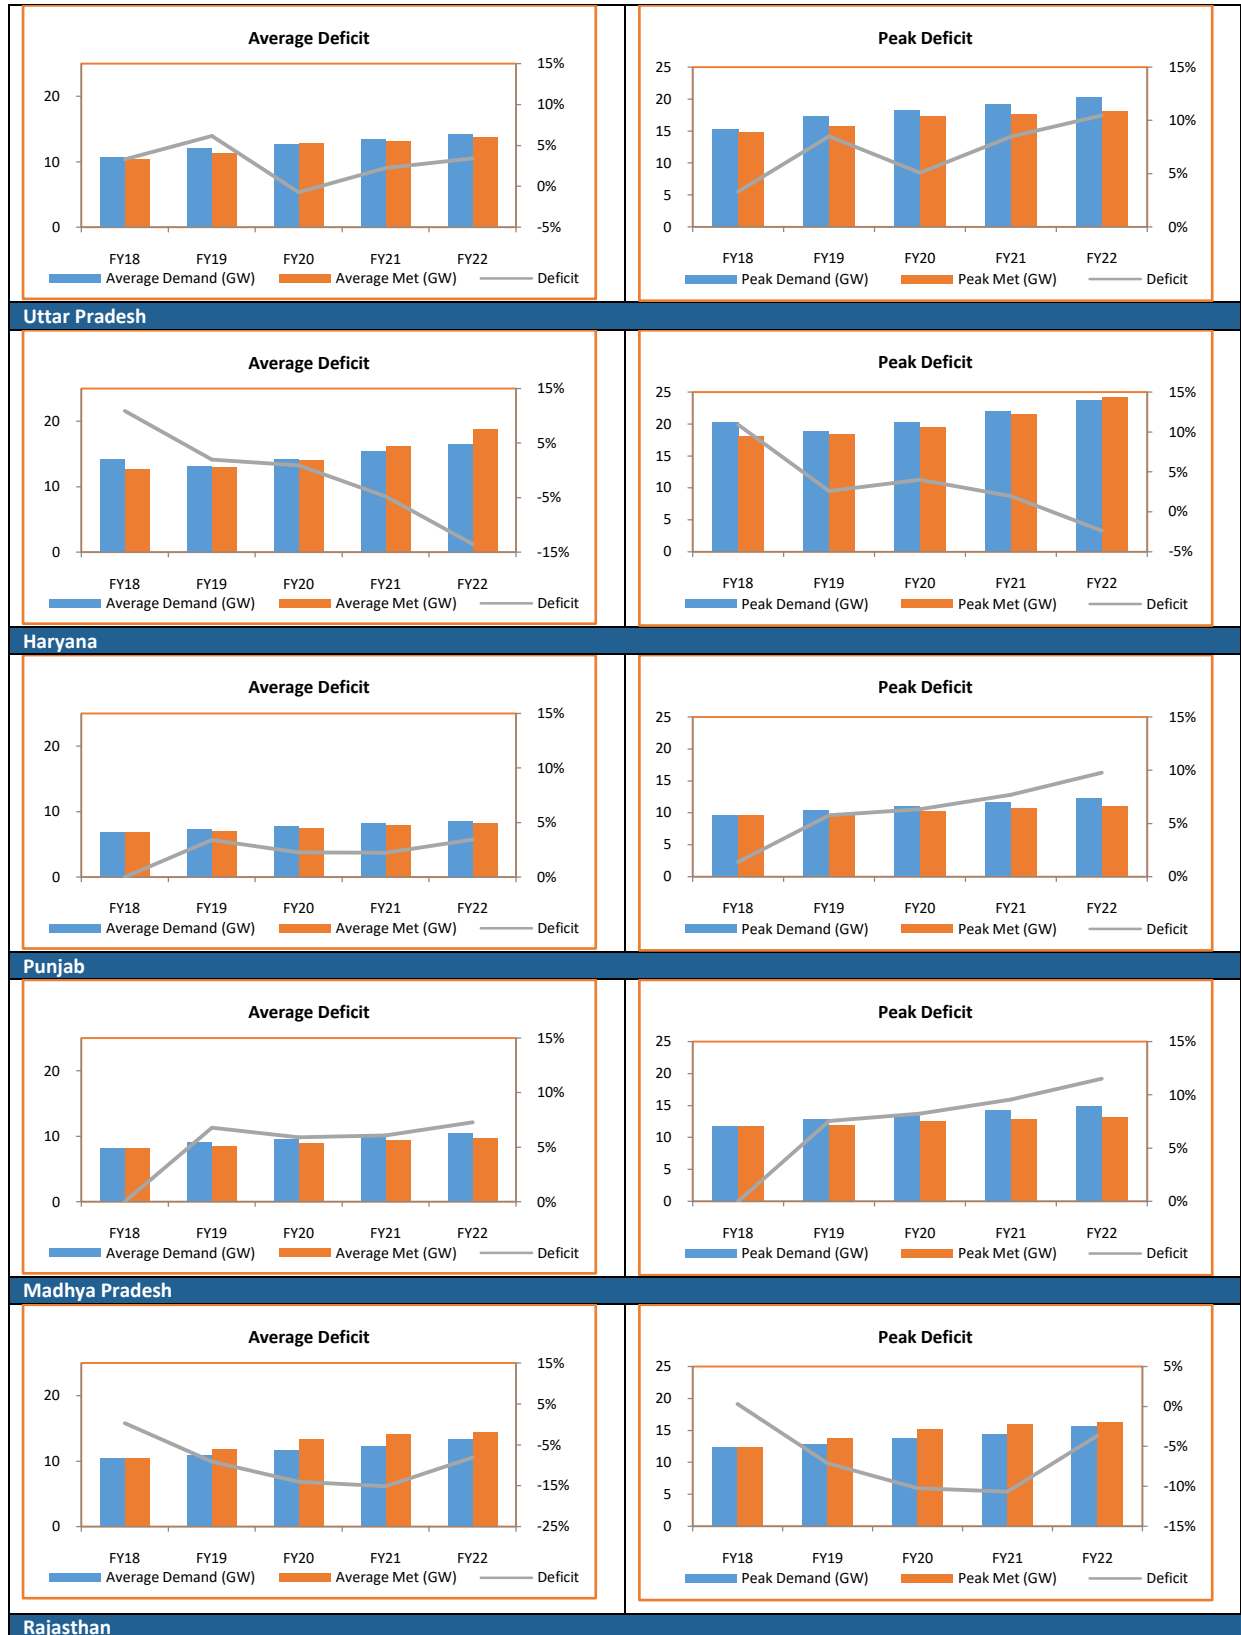 Average Deficit
20
10
0
15%
10%
5%
0%
-5%
FY18 FY19 FY20 FY21 FY22
Average Demand (GW) Average Met (GW) Deficit
Peak Deficit
25
20
15
10
5
0
15%
10%
5%
0%
FY18 FY19 FY20 FY21 FY22
Peak Demand (GW) Peak Met (GW) Deficit
Uttar Pradesh
Average Deficit
20
10
0
15%
5%
-5%
-15%
FY18 FY19 FY20 FY21 FY22
Average Demand (GW) Average Met (GW) Deficit
Peak Deficit
25
20
15
10
5
0
15%
10%
5%
0%
-5%
FY18 FY19 FY20 FY21 FY22
Peak Demand (GW) Peak Met (GW) Deficit
Haryana
Average Deficit
20
10
0
15%
10%
5%
0%
FY18 FY19 FY20 FY21 FY22
Average Demand (GW) Average Met (GW) Deficit
Peak Deficit
25
20
15
10
5
0
15%
10%
5%
0%
FY18 FY19 FY20 FY21 FY22
Peak Demand (GW) Peak Met (GW) Deficit
Punjab
Average Deficit
20
10
0
15%
10%
5%
0%
FY18 FY19 FY20 FY21 FY22
Average Demand (GW) Average Met (GW) Deficit
Peak Deficit
25
20
15
10
5
0
15%
10%
5%
0%
FY18 FY19 FY20 FY21 FY22
Peak Demand (GW) Peak Met (GW) Deficit
Madhya Pradesh
Average Deficit
20
10
0
15%
5%
-5%
-15%
-25%
FY18 FY19 FY20 FY21 FY22
Average Demand (GW) Average Met (GW) Deficit
Peak Deficit
25
20
15
10
5
0
5%
0%
-5%
-10%
-15%
FY18 FY19 FY20 FY21 FY22
Peak Demand (GW) Peak Met (GW) Deficit
Rajasthan